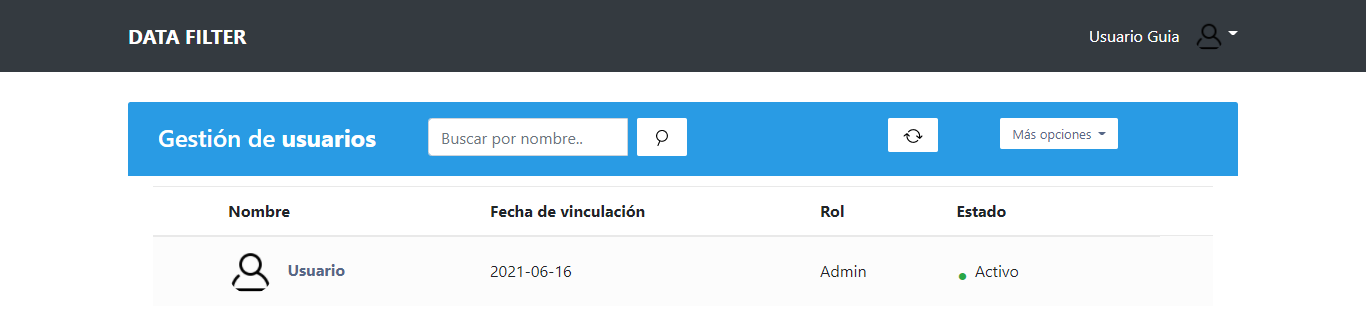 DATA FILTER
Usuario Guia
Gestión de usuarios
Buscar por nombre..
Más opciones
Nombre Fecha de vinculación Rol Estado
Usuario 2021-06-16 Admin Activo